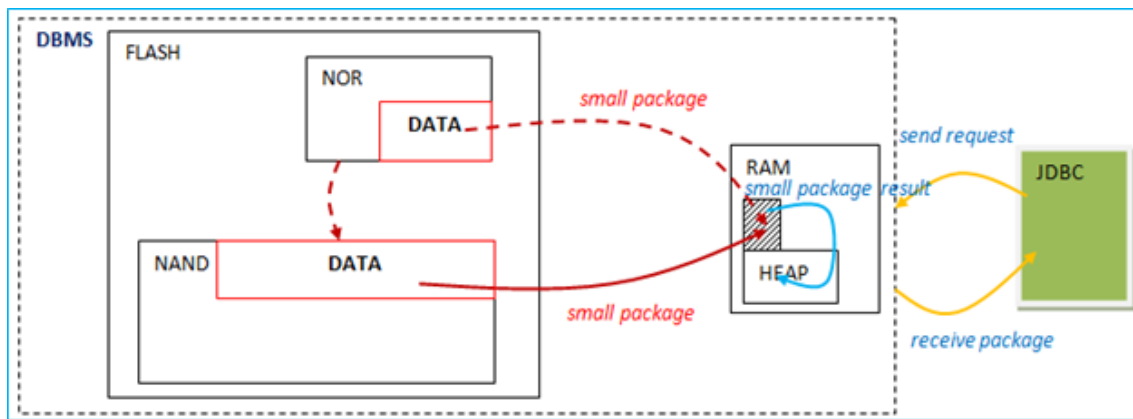 DBMS
FLASH
NOR
DATA
small package
send request
RAM
JDBC
small package result
NAND
DATA
HEAP
small package
receive package